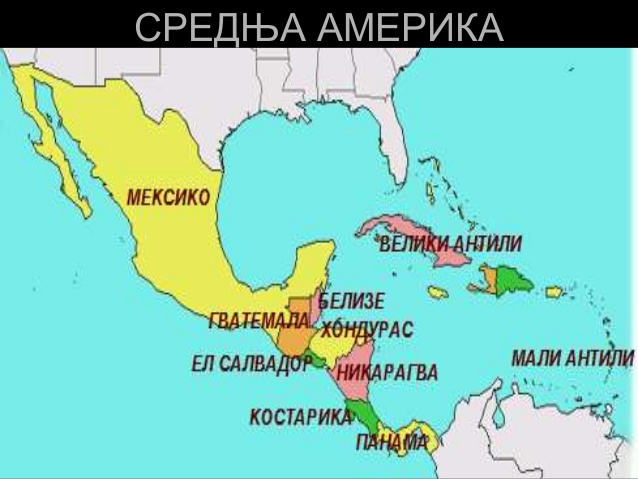 СРЕДЊА АМЕРИКА
МЕКСИКО
ВЕЛИКИ АНТИЛИ
БЕЛИЗЕ
ГВАТЕМАЛА
ХОНДУРАС
ЕЛ САЛВАДОР
НИКАРАГВА
МАЛИ АНТИЛИ
КОСТАРИКА
ПАНАМА